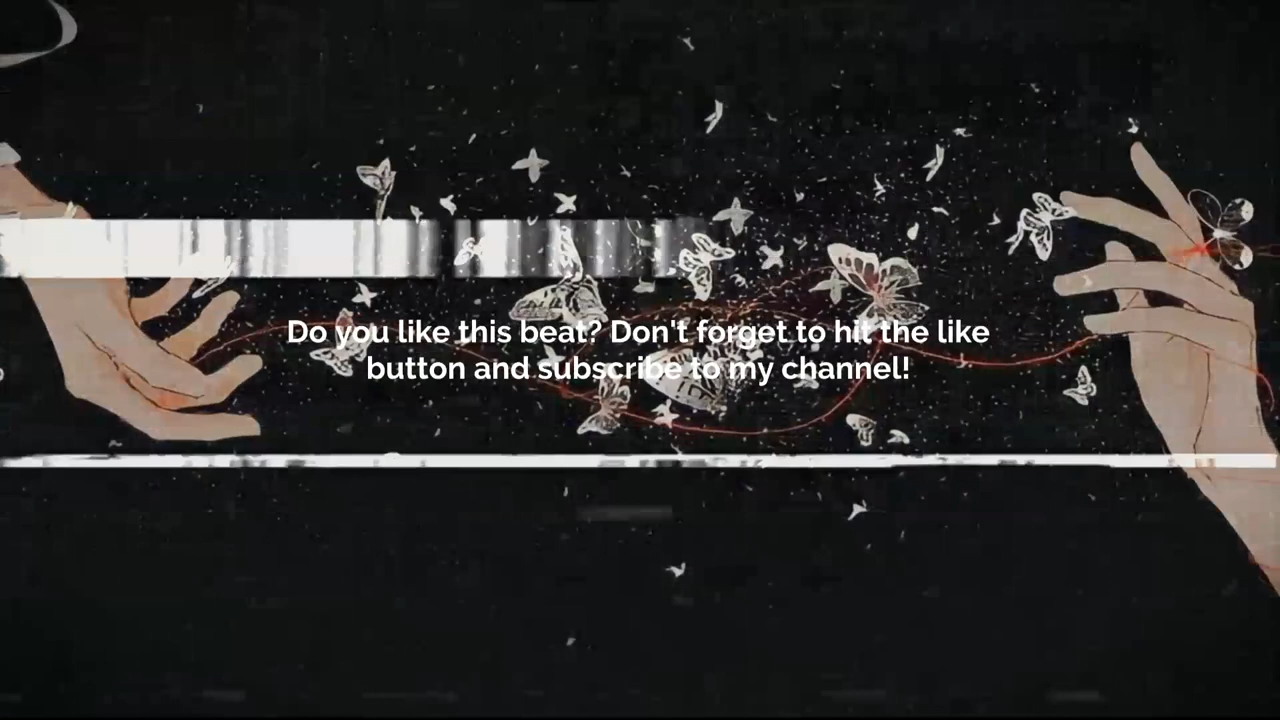 Do you like this beat? Don't forget to hit the like
button and subscribe to my channel!